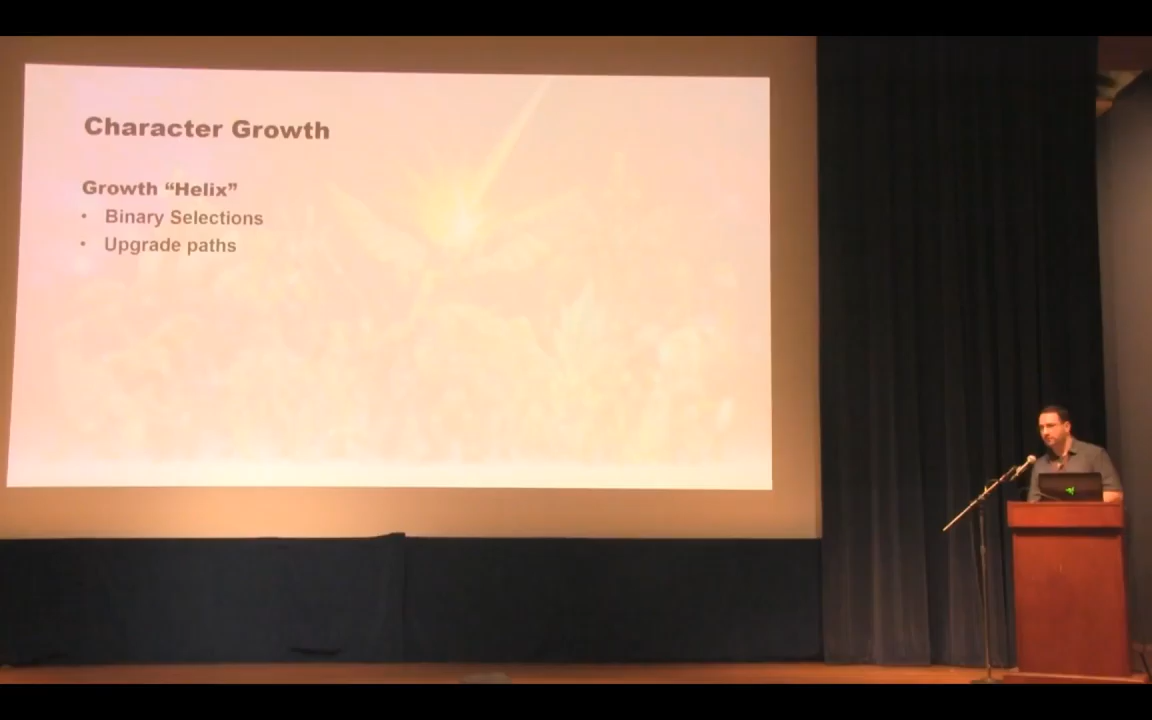 Character Growth
Growth “Helix”
• Binary Selections
• Upgrade paths